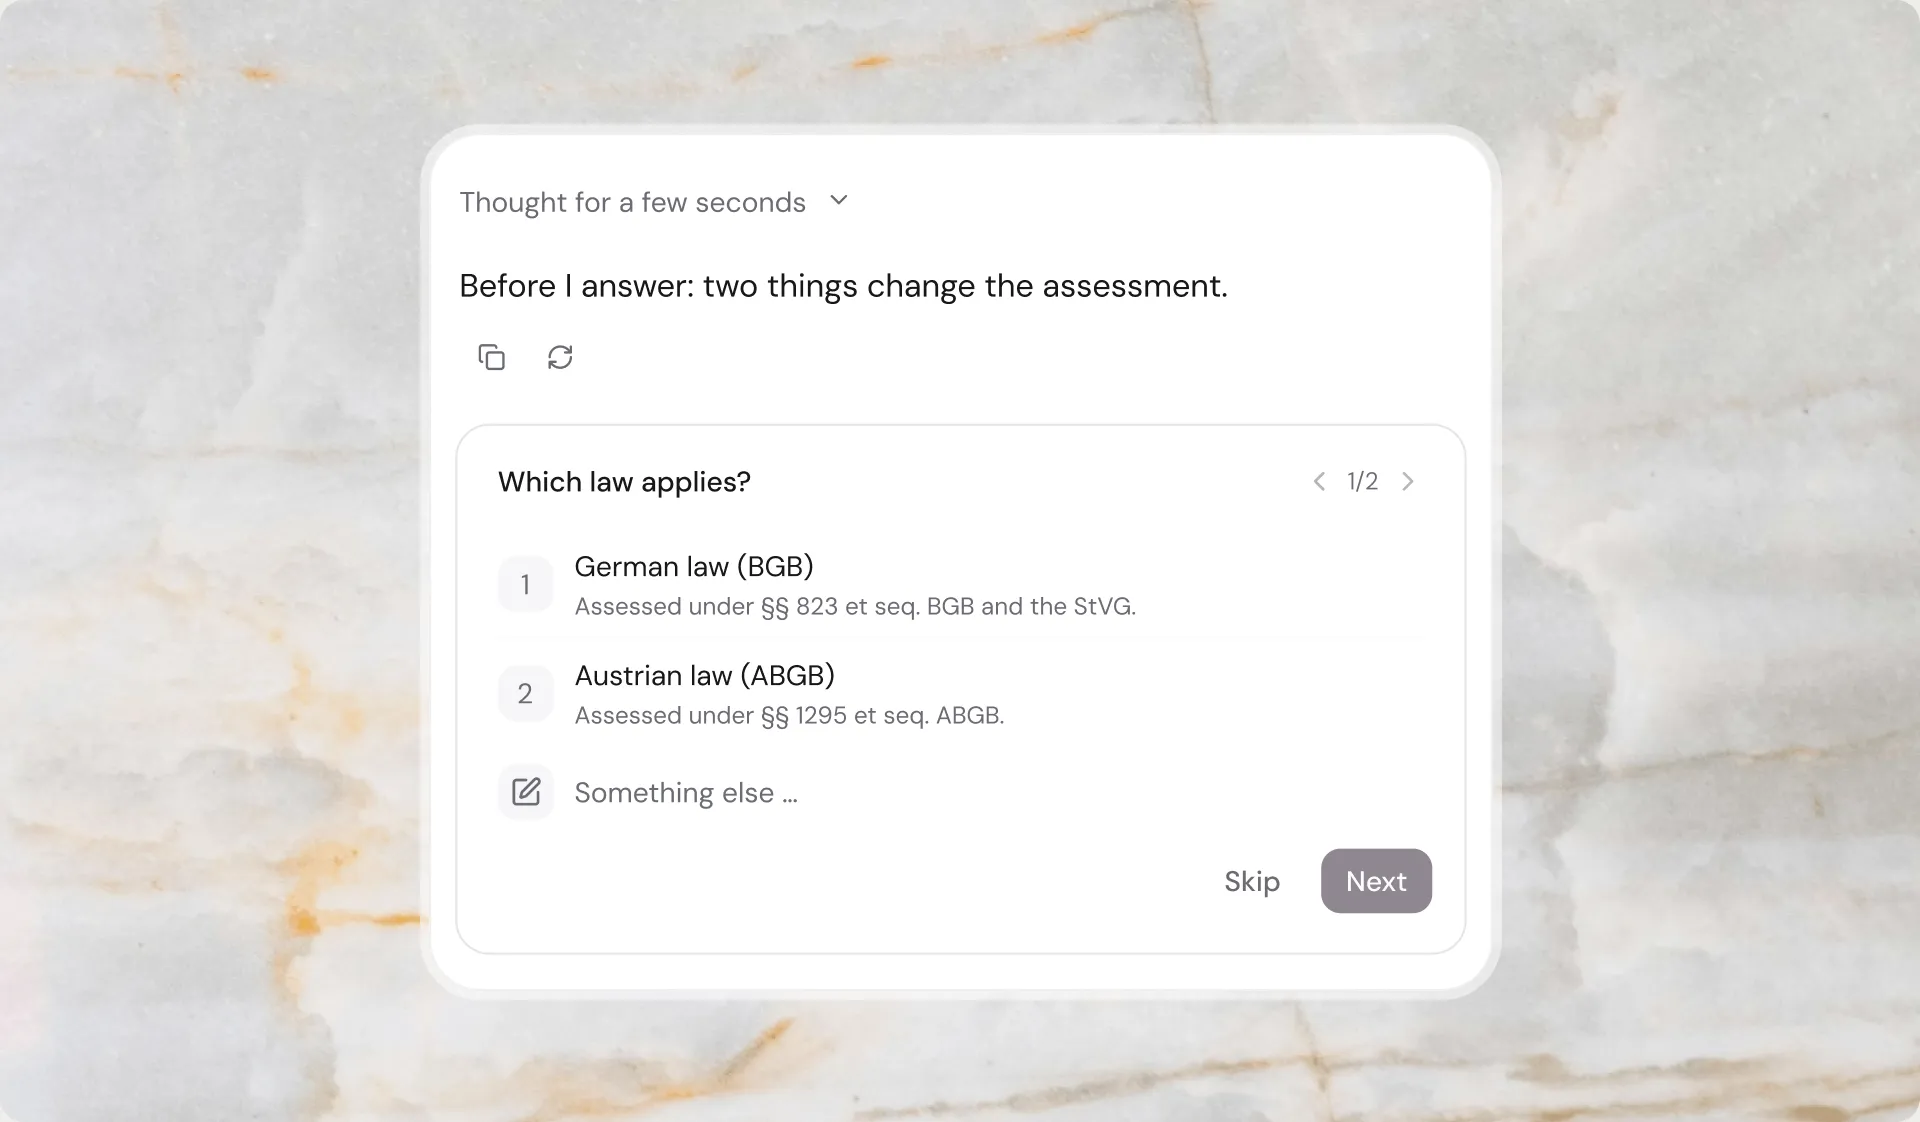 Thought for a few seconds
Before I answer: two things change the assessment.
Which law applies?
1/2
1
German law (BGB)
Assessed under §§ 823 et seq. BGB and the StVG.
2
Austrian law (ABGB)
Assessed under §§ 1295 et seq. ABGB.
Something else ...
Skip
Next